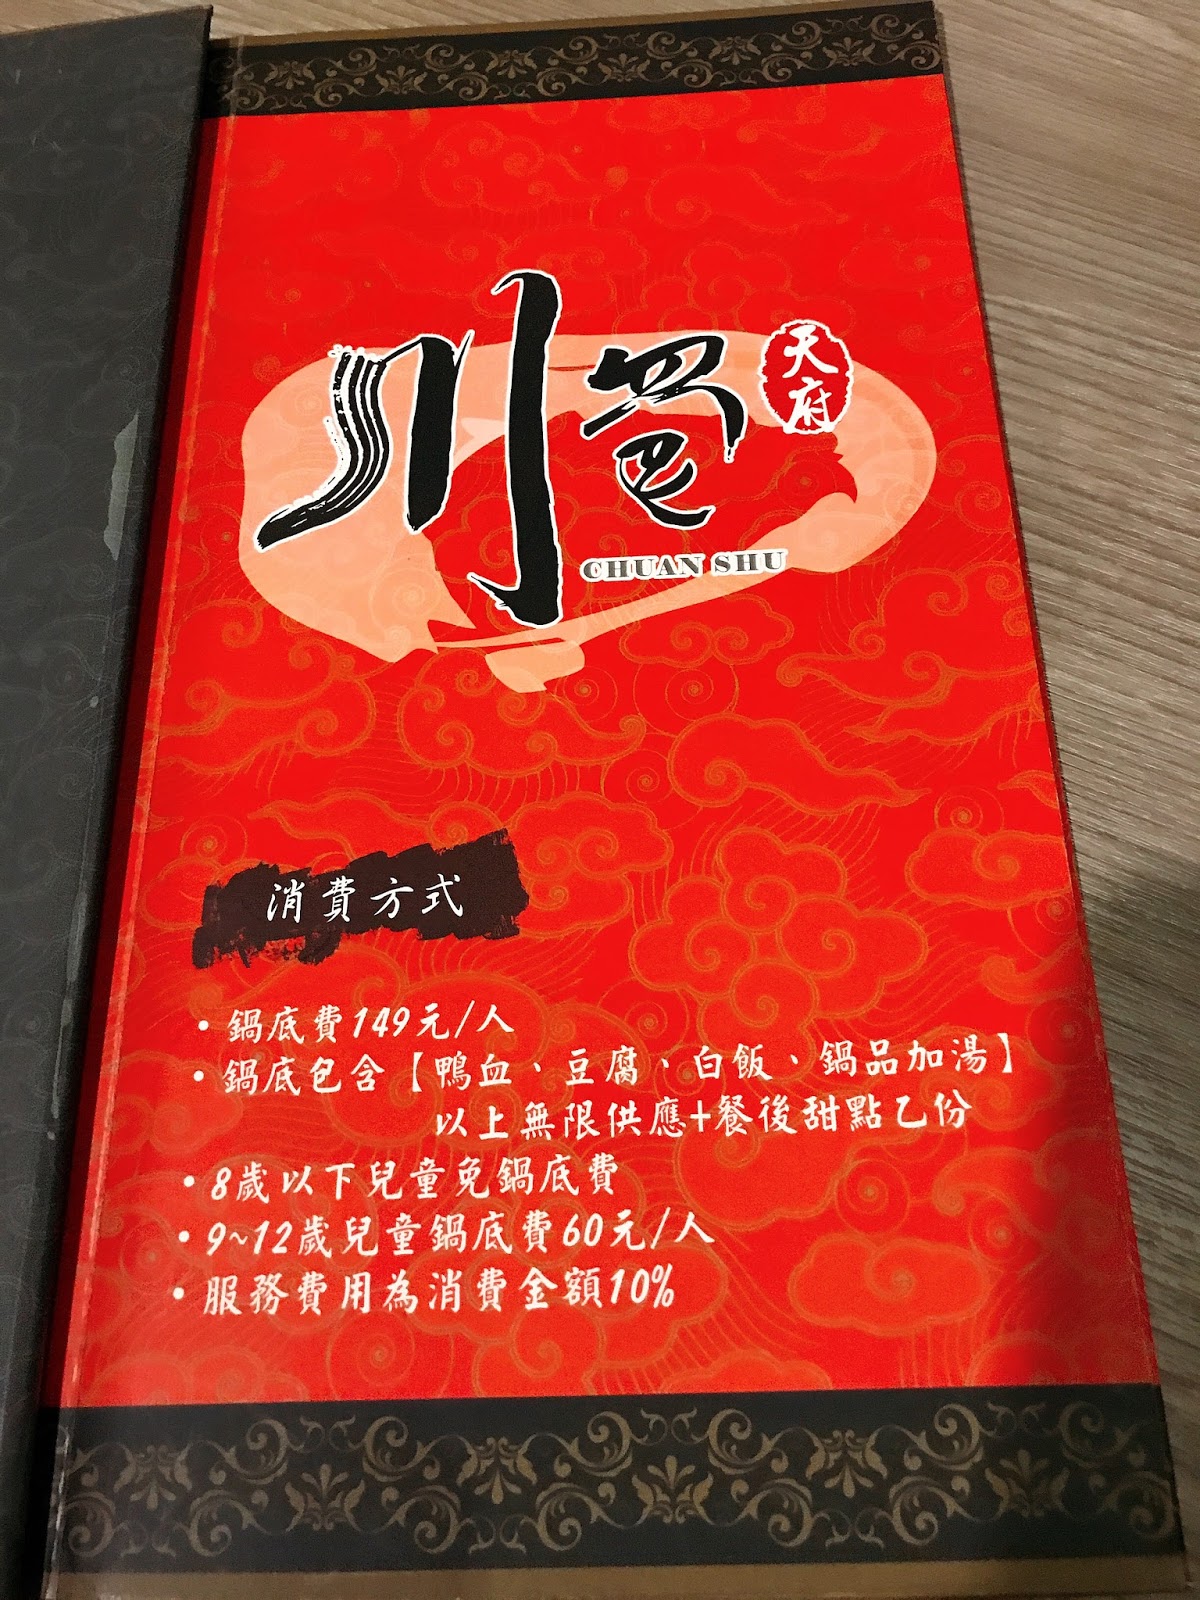 川蜀
天府
CHUAN SHU
消費方式
・鍋底費149元/人
・鍋底包含【鴨血、豆腐、白飯、鍋品加湯】
以上無限供應+餐後甜點乙份
・8歲以下兒童免鍋底費
・9~12歲兒童鍋底費60元/人
・服務費用為消費金額10%